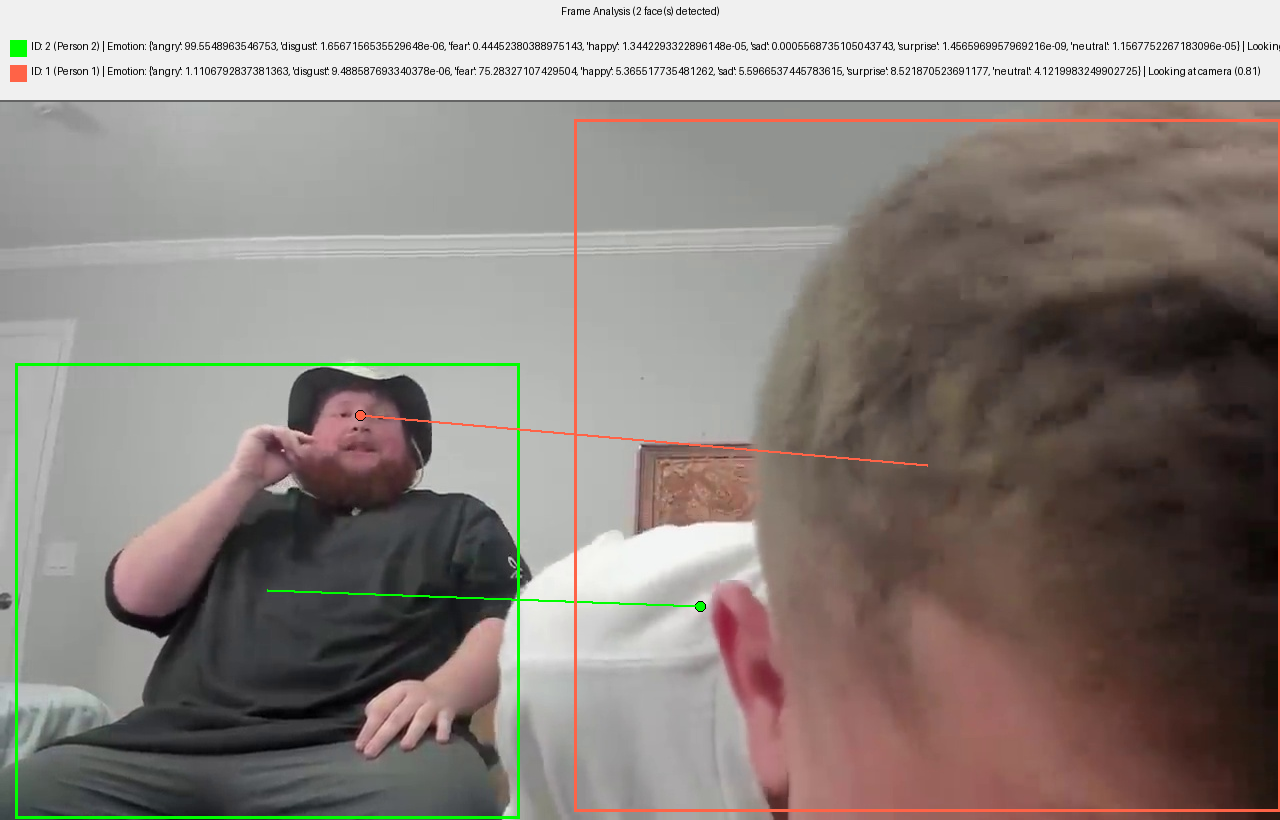 Frame Analysis (2 face(s) detected)
ID: 2 (Person 2) | Emotion: {'angry': 99.5548963546753, 'disgust': 1.6567156535529648e-06, 'fear': 0.44452380388975143, 'happy': 1.3442293322896148e-05, 'sad': 0.0005568735105043743, 'surprise': 1.4565969957969216e-09, 'neutral': 1.1567752267183096e-05} | Looking
ID: 1 (Person 1) | Emotion: {'angry': 1.1106792837381363, 'disgust': 9.488587693340378e-06, 'fear': 75.28327107429504, 'happy': 5.365517735481262, 'sad': 5.5966537445783615, 'surprise': 8.521870523691177, 'neutral': 4.1219983249902725} | Looking at camera (0.81)